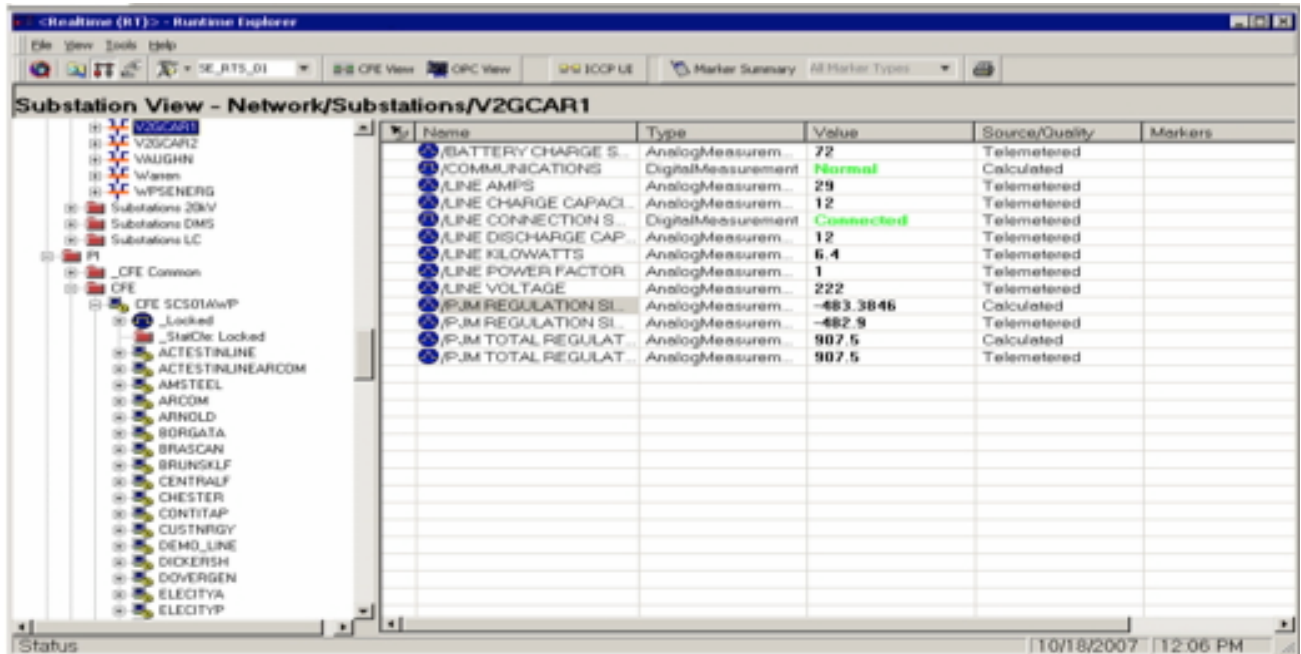 <Realtime (RT)> - Runtime Explorer
File View Tools Help
SE_RTS_01 CFE View OPC View ICCP UE Marker Summary All Marker Types
Substation View - Network/Substations/V2GCAR1
V2GCAR1
V2GCAR2
VAUGHN
Warren
WPSENERG
Substations 20kV
Substations DMS
Substations LC
PI
_CFE Common
CFE
CFE SCS01AWP
_Locked
_StatCfe: Locked
ACTESTINLINE
ACTESTINLINEARCOM
AMSTEEL
ARCOM
ARNOLD
BORGATA
BRASCAN
BRUNSKLF
CENTRALF
CHESTER
CONTITAP
CUSTNRGY
DEMO_LINE
DICKERSH
DOVERGEN
ELECITYA
ELECITYP
Name Type Value Source/Quality Markers
/BATTERY CHARGE S... AnalogMeasurem... 72 Telemetered
/COMMUNICATIONS DigitalMeasurement Normal Calculated
/LINE AMPS AnalogMeasurem... 29 Telemetered
/LINE CHARGE CAPACI... AnalogMeasurem... 12 Telemetered
/LINE CONNECTION S... DigitalMeasurement Connected Telemetered
/LINE DISCHARGE CAP... AnalogMeasurem... 12 Telemetered
/LINE KILOWATTS AnalogMeasurem... 6.4 Telemetered
/LINE POWER FACTOR AnalogMeasurem... 1 Telemetered
/LINE VOLTAGE AnalogMeasurem... 222 Telemetered
/PJM REGULATION SI... AnalogMeasurem... -483.3846 Calculated
/PJM REGULATION SI... AnalogMeasurem... -482.9 Telemetered
/PJM TOTAL REGULAT... AnalogMeasurem... 907.5 Calculated
/PJM TOTAL REGULAT... AnalogMeasurem... 907.5 Telemetered
Status 10/18/2007 12:06 PM